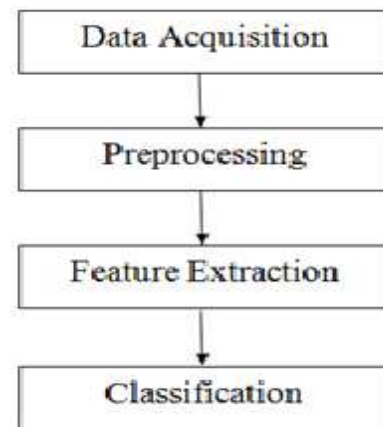 Data Acquisition
Preprocessing
Feature Extraction
Classification